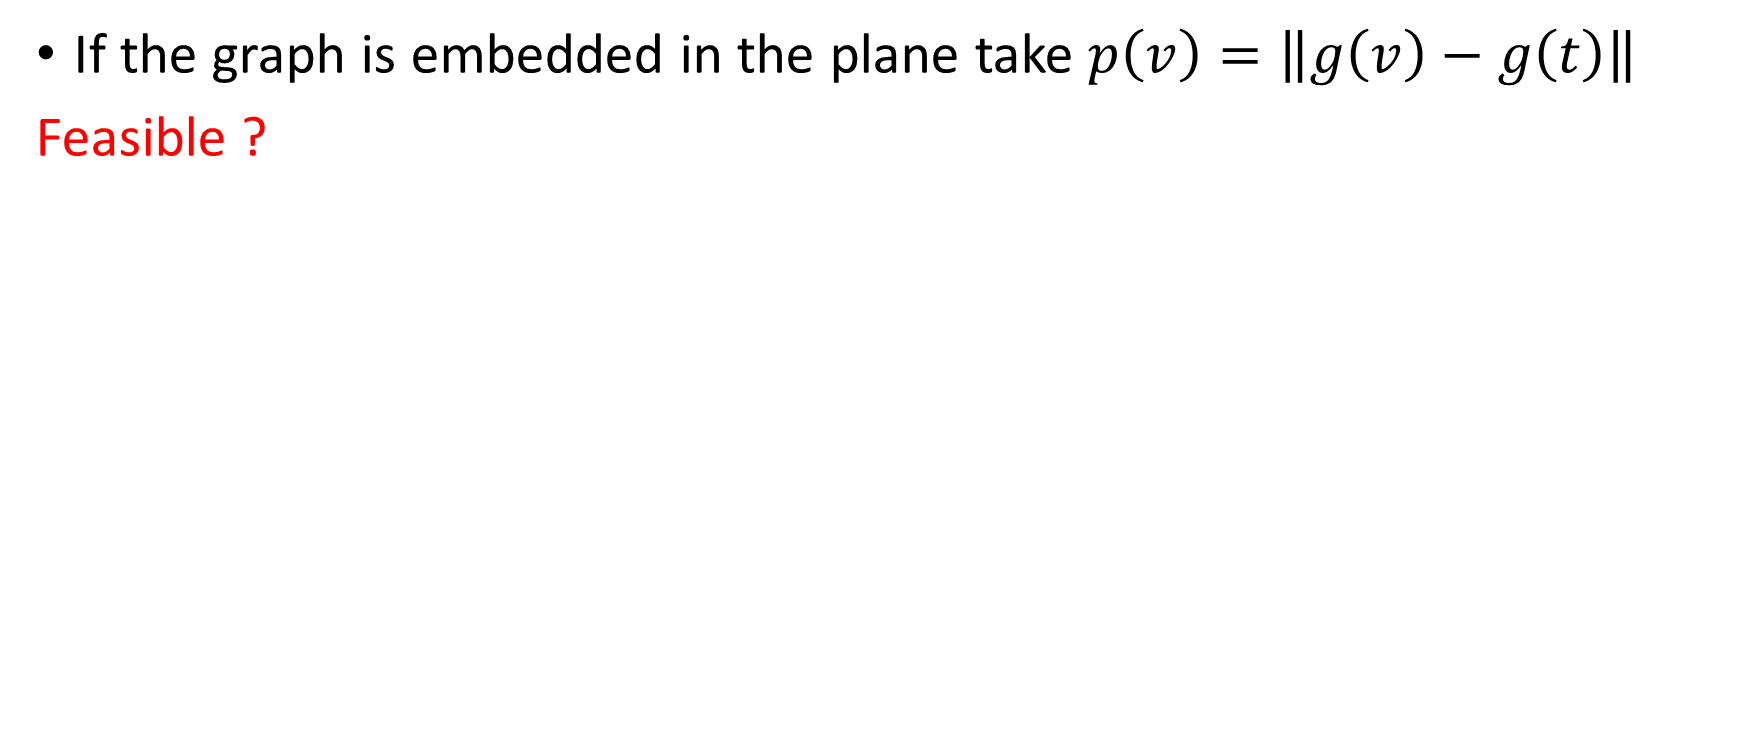 • If the graph is embedded in the plane take 𝑝(𝑣) = ‖𝑔(𝑣) − 𝑔(𝑡)‖
Feasible ?